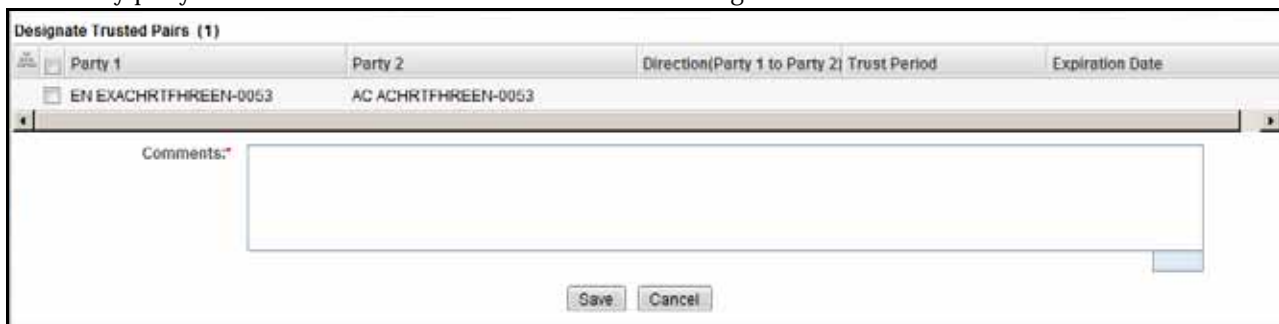 Designate Trusted Pairs (1)
Party 1 Party 2 Direction(Party 1 to Party 2) Trust Period Expiration Date
EN EXACHRTFHREEN-0053 AC ACHRTFHREEN-0053
Comments:*
Save Cancel